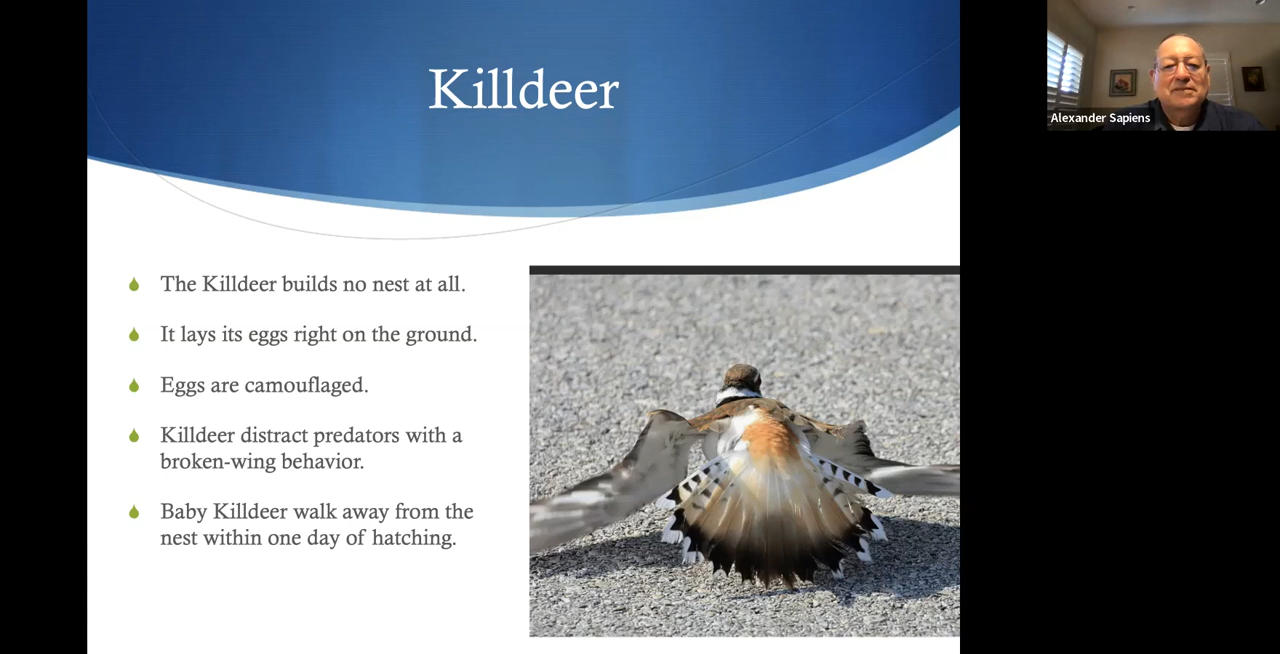 Killdeer
Alexander Sapiens
The Killdeer builds no nest at all.
It lays its eggs right on the ground.
Eggs are camouflaged.
Killdeer distract predators with a
broken-wing behavior.
Baby Killdeer walk away from the
nest within one day of hatching.